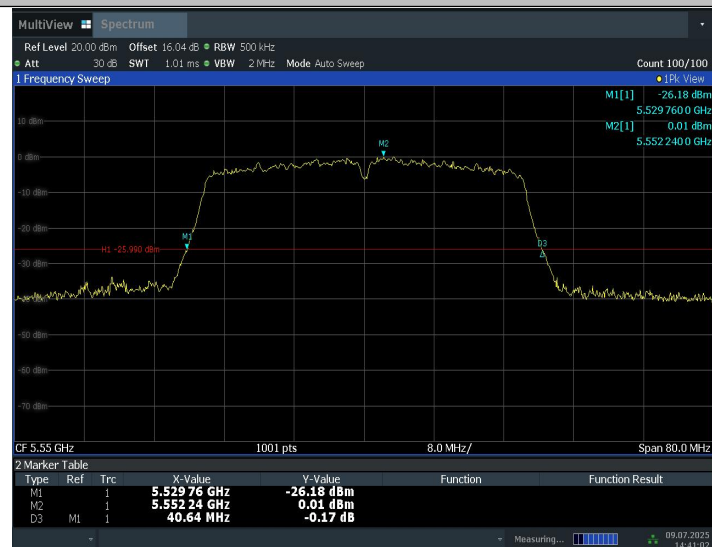 MultiView Spectrum
Ref Level 20.00 dBm Offset 16.04 dB RBW 500 kHz
Att 30 dB SWT 1.01 ms VBW 2 MHz Mode Auto Sweep Count 100/100
1 Frequency Sweep 1Pk View
M1[1] -26.18 dBm
5.529 760 0 GHz
M2[1] 0.01 dBm
5.552 240 0 GHz
10 dBm
M2
0 dBm
-10 dBm
-20 dBm
M1
H1 -25.990 dBm
D3
-30 dBm
-50 dBm
-60 dBm
-70 dBm
CF 5.55 GHz 1001 pts 8.0 MHz/ Span 80.0 MHz
2 Marker Table
Type Ref Trc X-Value Y-Value Function Function Result
M1 1 5.529 76 GHz -26.18 dBm
M2 1 5.552 24 GHz 0.01 dBm
D3 M1 1 40.64 MHz -0.17 dB
Measuring... 09.07.2025
14:41:02